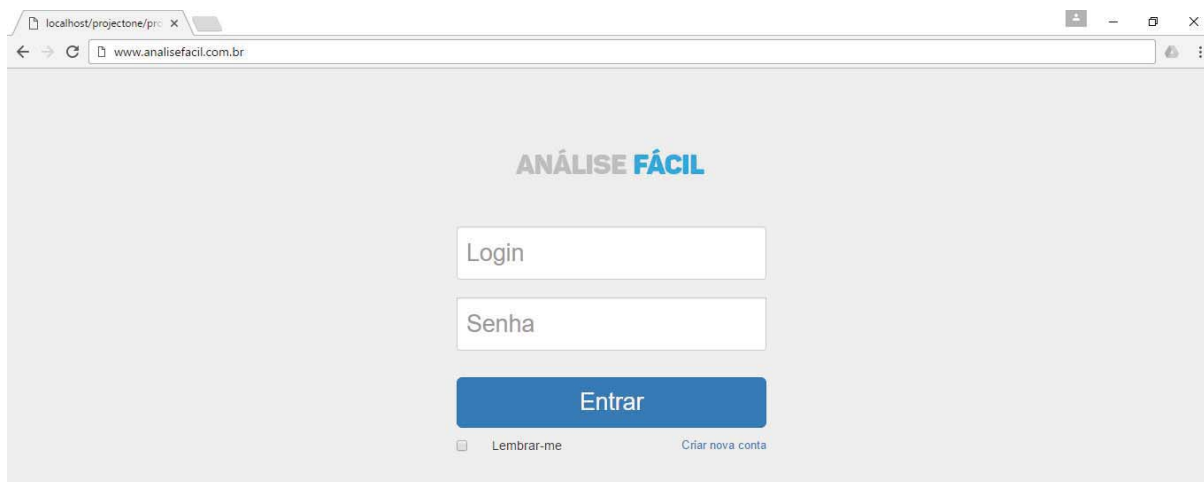 localhost/projectone/pro
www.analisefacil.com.br
ANÁLISE FÁCIL
Login
Senha
Entrar
Lembrar-me
Criar nova conta